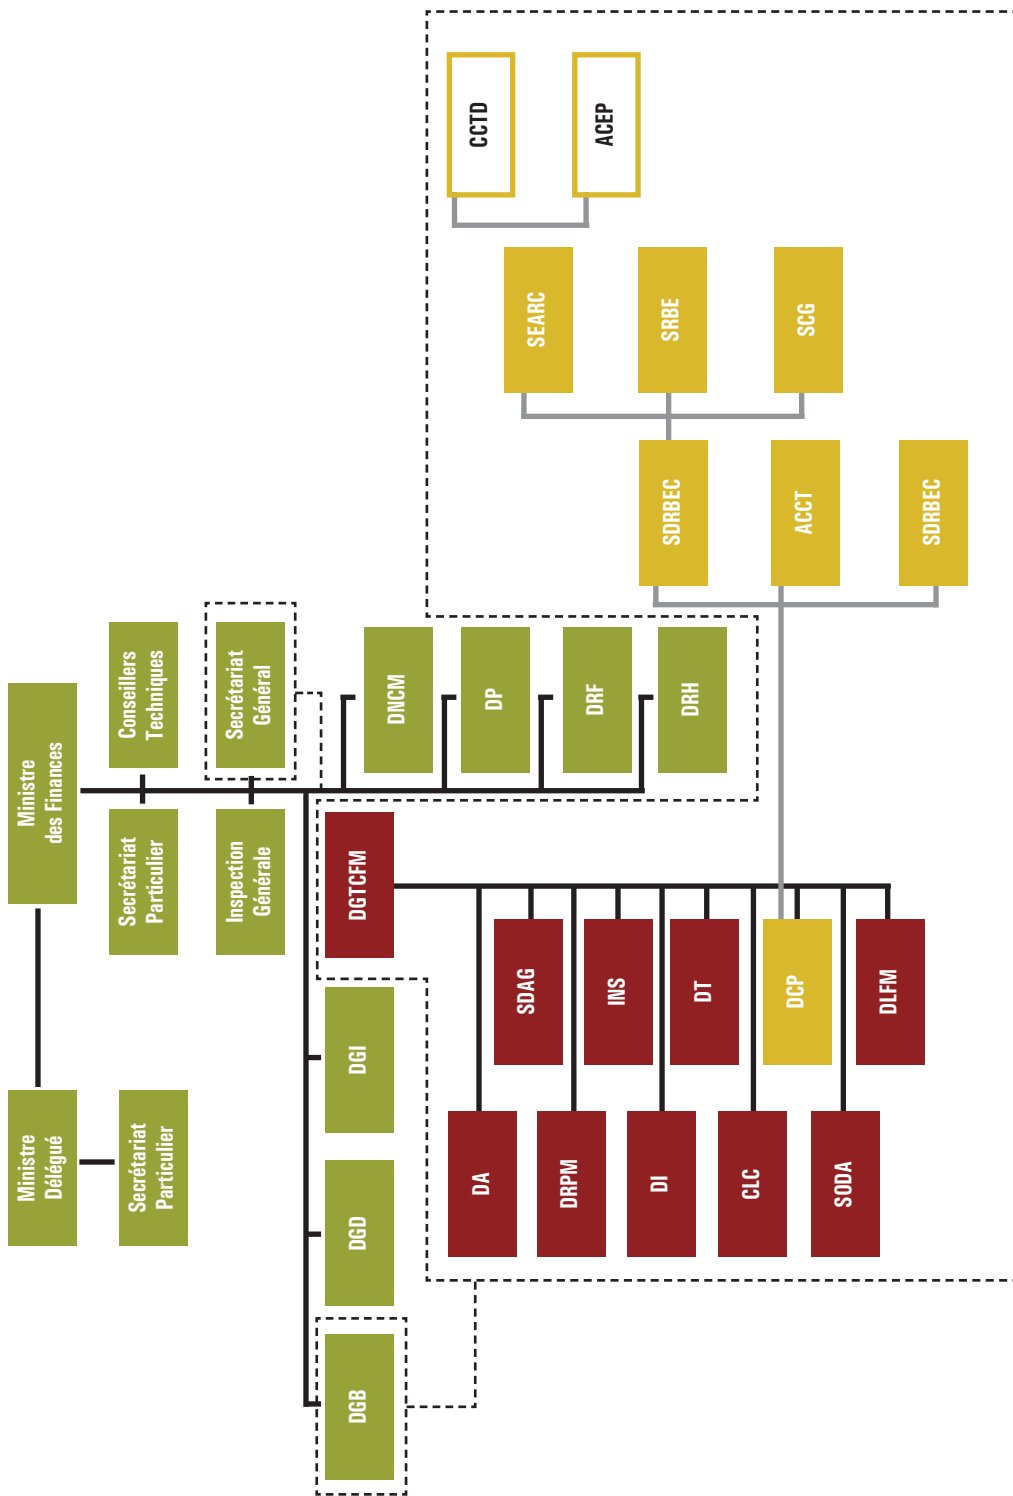 Ministre
Délégué
Ministre
des Finances
Secrétariat
Particulier
Secrétariat
Particulier
Conseillers
Techniques
Inspection
Générale
Secrétariat
Général
DGB
DGD
DGI
DGTCFM
DNCM
DP
DRF
DRH
DA
SDAG
DRPM
INS
DI
DT
CLC
DCP
SODA
DLFM
SDRBEC
ACCT
SDRBEC
SEARC
SRBE
SCG
CCTD
ACEP